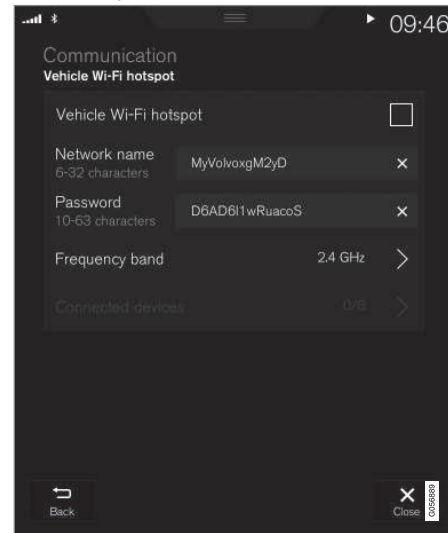 09:46
Communication
Vehicle Wi-Fi hotspot
Vehicle Wi-Fi hotspot
Network name
6-32 characters
MyVolvoxgM2yD
Password
10-63 characters
D6AD6I1wRuacoS
Frequency band
2.4 GHz
Connected devices
0/8
Back
Close
G056889